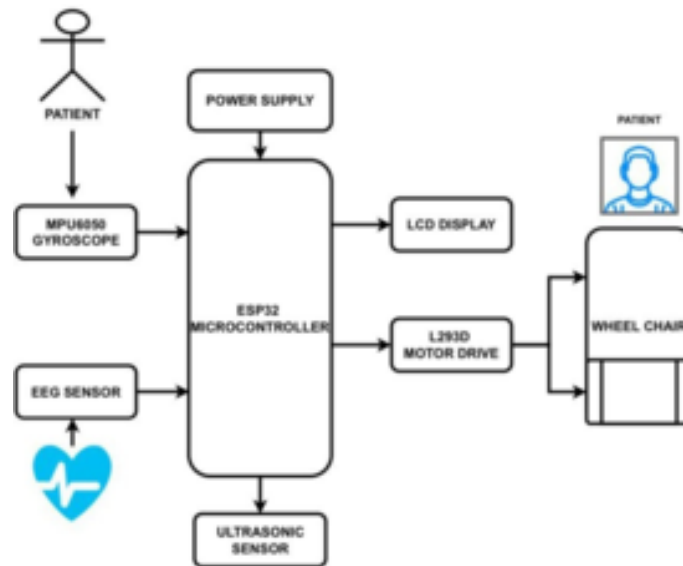 PATIENT
POWER SUPPLY
PATIENT
MPU6050
GYROSCOPE
LCD DISPLAY
ESP32
MICROCONTROLLER
L293D
MOTOR DRIVE
WHEEL CHAIR
EEG SENSOR
ULTRASONIC
SENSOR